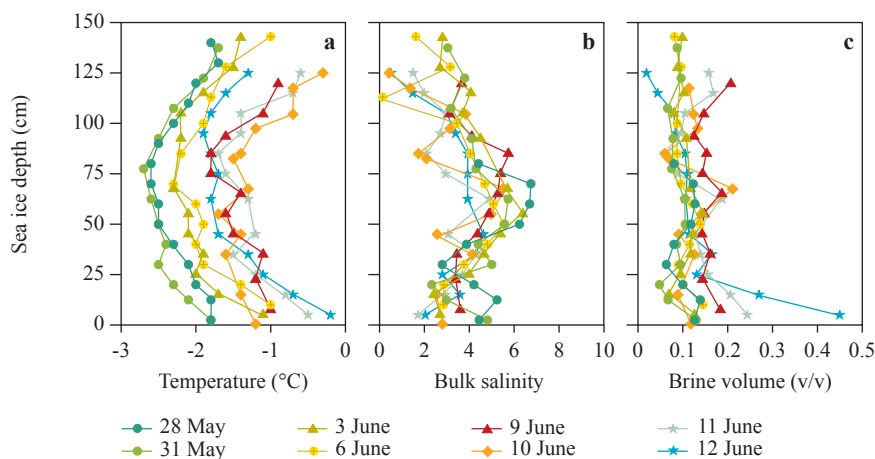 150
125
100
75
50
25
0
Sea ice depth (cm)
a
b
c
-3 -2 -1 0
0 2 4 6 8 10
0 0.1 0.2 0.3 0.4 0.5
Temperature (°C)
Bulk salinity
Brine volume (v/v)
28 May 3 June 9 June 11 June
31 May 6 June 10 June 12 June